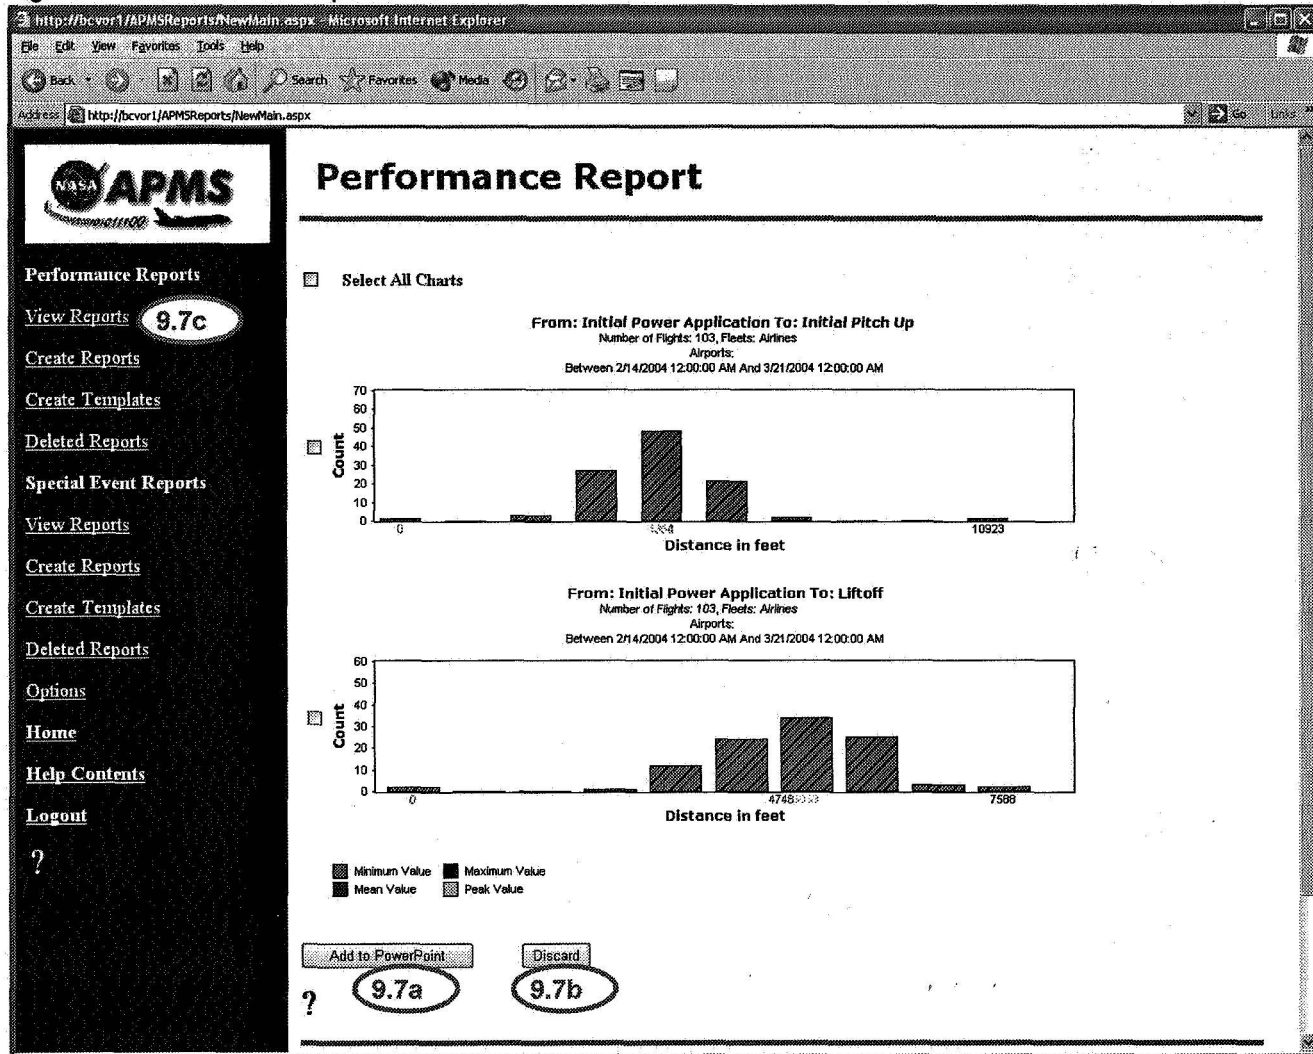 http://bcvor1/APMSReports/NewMain.aspx - Microsoft Internet Explorer
File Edit View Favorites Tools Help
Back Search Favorites Media
Address http://bcvor1/APMSReports/NewMain.aspx Go Links »
NASA APMS
Performance Report
Performance Reports
View Reports 9.7c
Create Reports
Create Templates
Deleted Reports
Special Event Reports
View Reports
Create Reports
Create Templates
Deleted Reports
Options
Home
Help Contents
Logout
?
Select All Charts
From: Initial Power Application To: Initial Pitch Up
Number of Flights: 103, Fleets: Airlines
Airports:
Between 2/14/2004 12:00:00 AM And 3/21/2004 12:00:00 AM
70
60
50
40
30
20
10
0
Count
0 10923
Distance in feet
From: Initial Power Application To: Liftoff
Number of Flights: 103, Fleets: Airlines
Airports:
Between 2/14/2004 12:00:00 AM And 3/21/2004 12:00:00 AM
60
50
40
30
20
10
0
Count
0 4748 7588
Distance in feet
Minimum Value Maximum Value
Mean Value Peak Value
Add to PowerPoint Discard
? 9.7a 9.7b